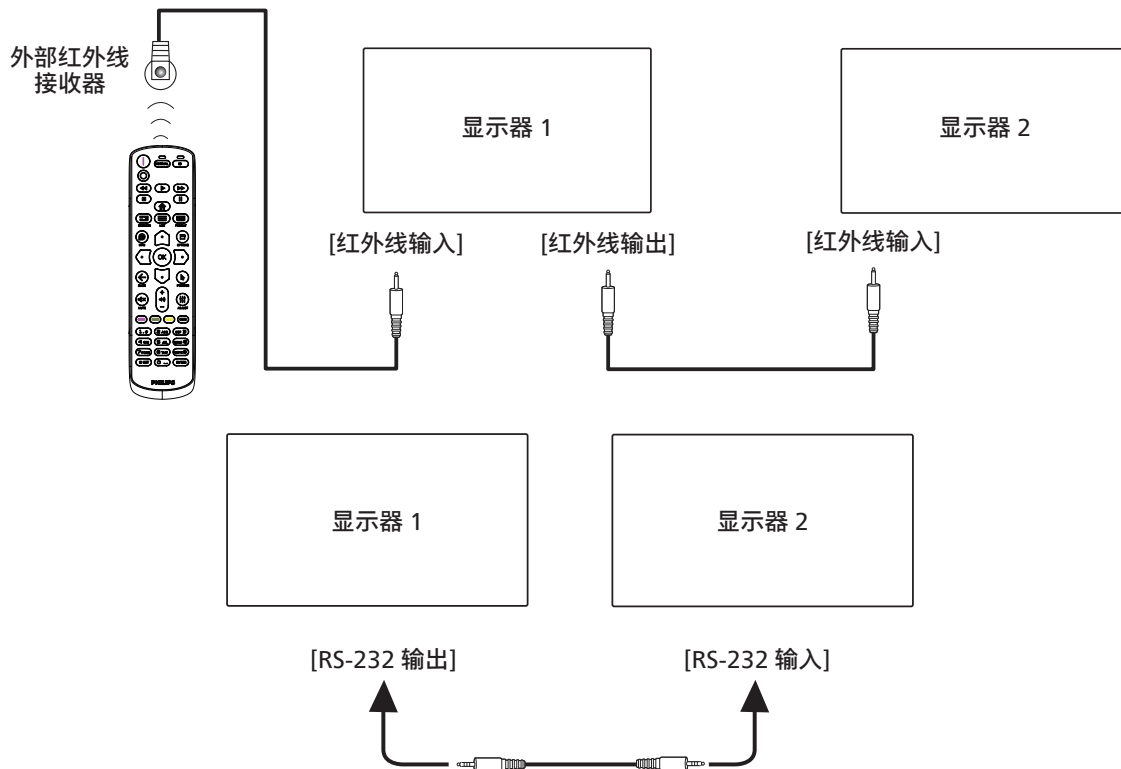 外部红外线
接收器
显示器 1
显示器 2
[红外线输入]
[红外线输出]
[红外线输入]
OK
PHILIPS
显示器 1
显示器 2
[RS-232 输出]
[RS-232 输入]